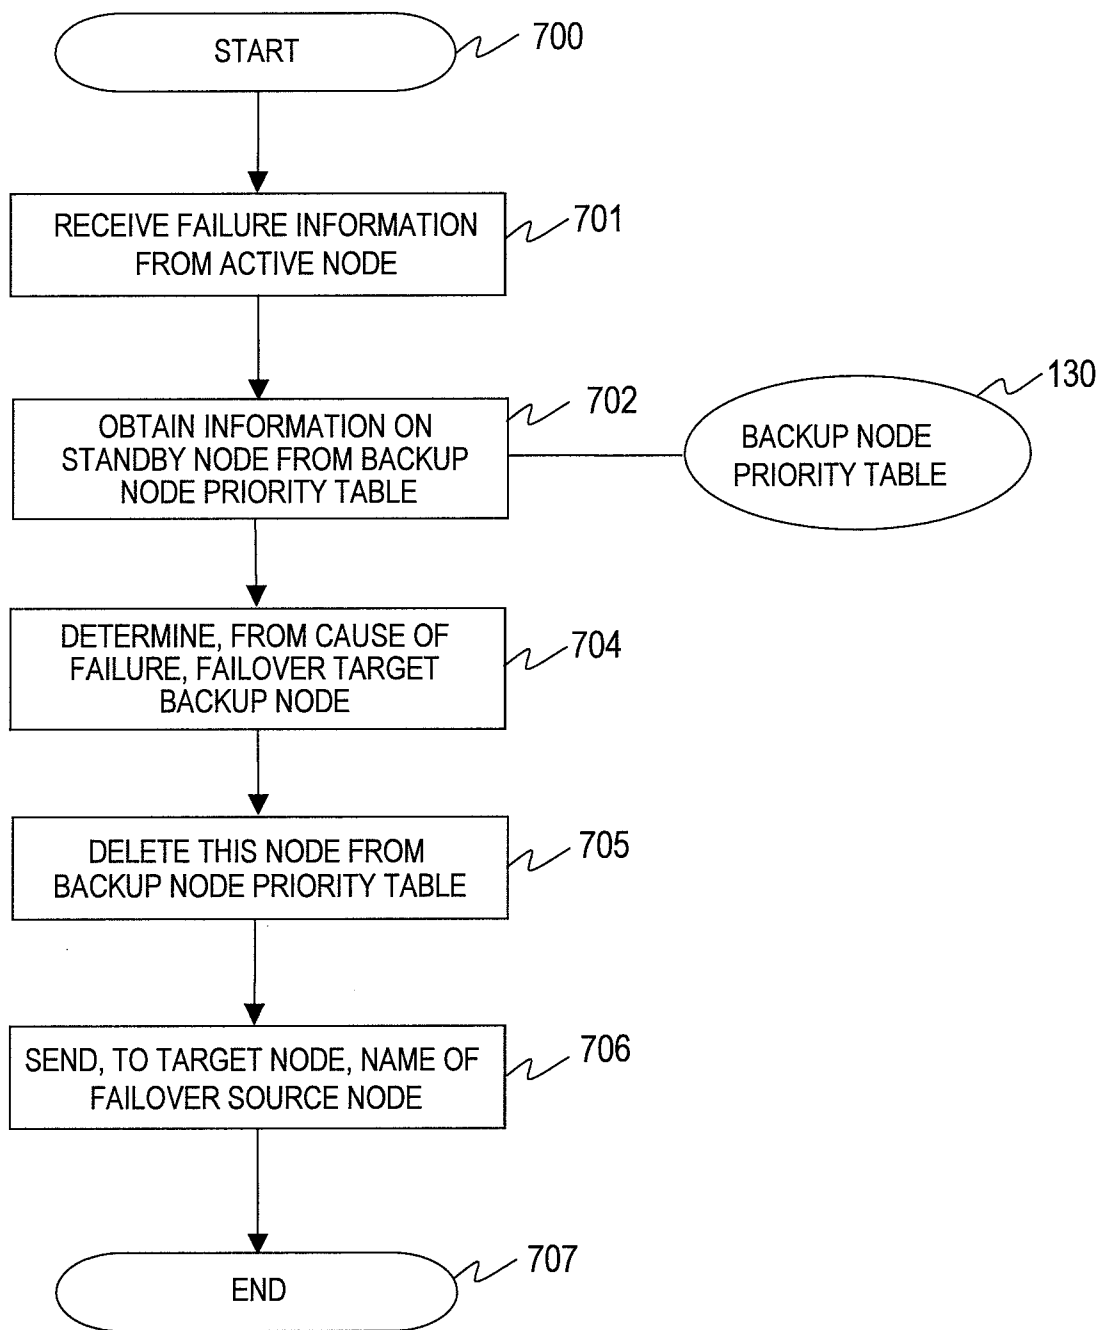 START
700
RECEIVE FAILURE INFORMATION
FROM ACTIVE NODE
701
OBTAIN INFORMATION ON
STANDBY NODE FROM BACKUP
NODE PRIORITY TABLE
702
BACKUP NODE
PRIORITY TABLE
130
DETERMINE, FROM CAUSE OF
FAILURE, FAILOVER TARGET
BACKUP NODE
704
DELETE THIS NODE FROM
BACKUP NODE PRIORITY TABLE
705
SEND, TO TARGET NODE, NAME OF
FAILOVER SOURCE NODE
706
END
707